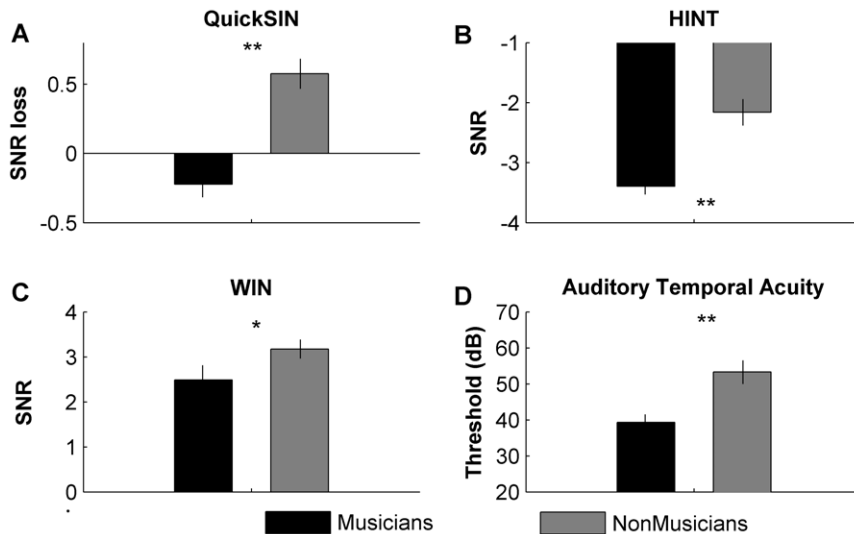 A
QuickSIN
**
SNR loss
0.5
0
-0.5
B
HINT
SNR
-1
-2
-3
-4
**
C
WIN
*
SNR
4
3
2
1
0
D
Auditory Temporal Acuity
**
Threshold (dB)
70
60
50
40
30
20
Musicians
NonMusicians